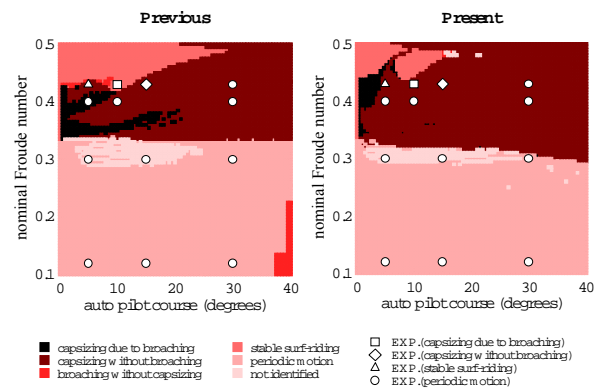 Previous
Present
nominal Froude number
0.5
0.4
0.3
0.2
0.1
0 10 20 30 40
auto pilot course (degrees)
nominal Froude number
0.5
0.4
0.3
0.2
0.1
0 10 20 30 40
auto pilot course (degrees)
capsizing due to broaching
capsizing without broaching
broaching without capsizing
stable surf-riding
periodic motion
not identified
EXP.(capsizing due to broaching)
EXP.(capsizing without broaching)
EXP.(stable surf-riding)
EXP.(periodic motion)